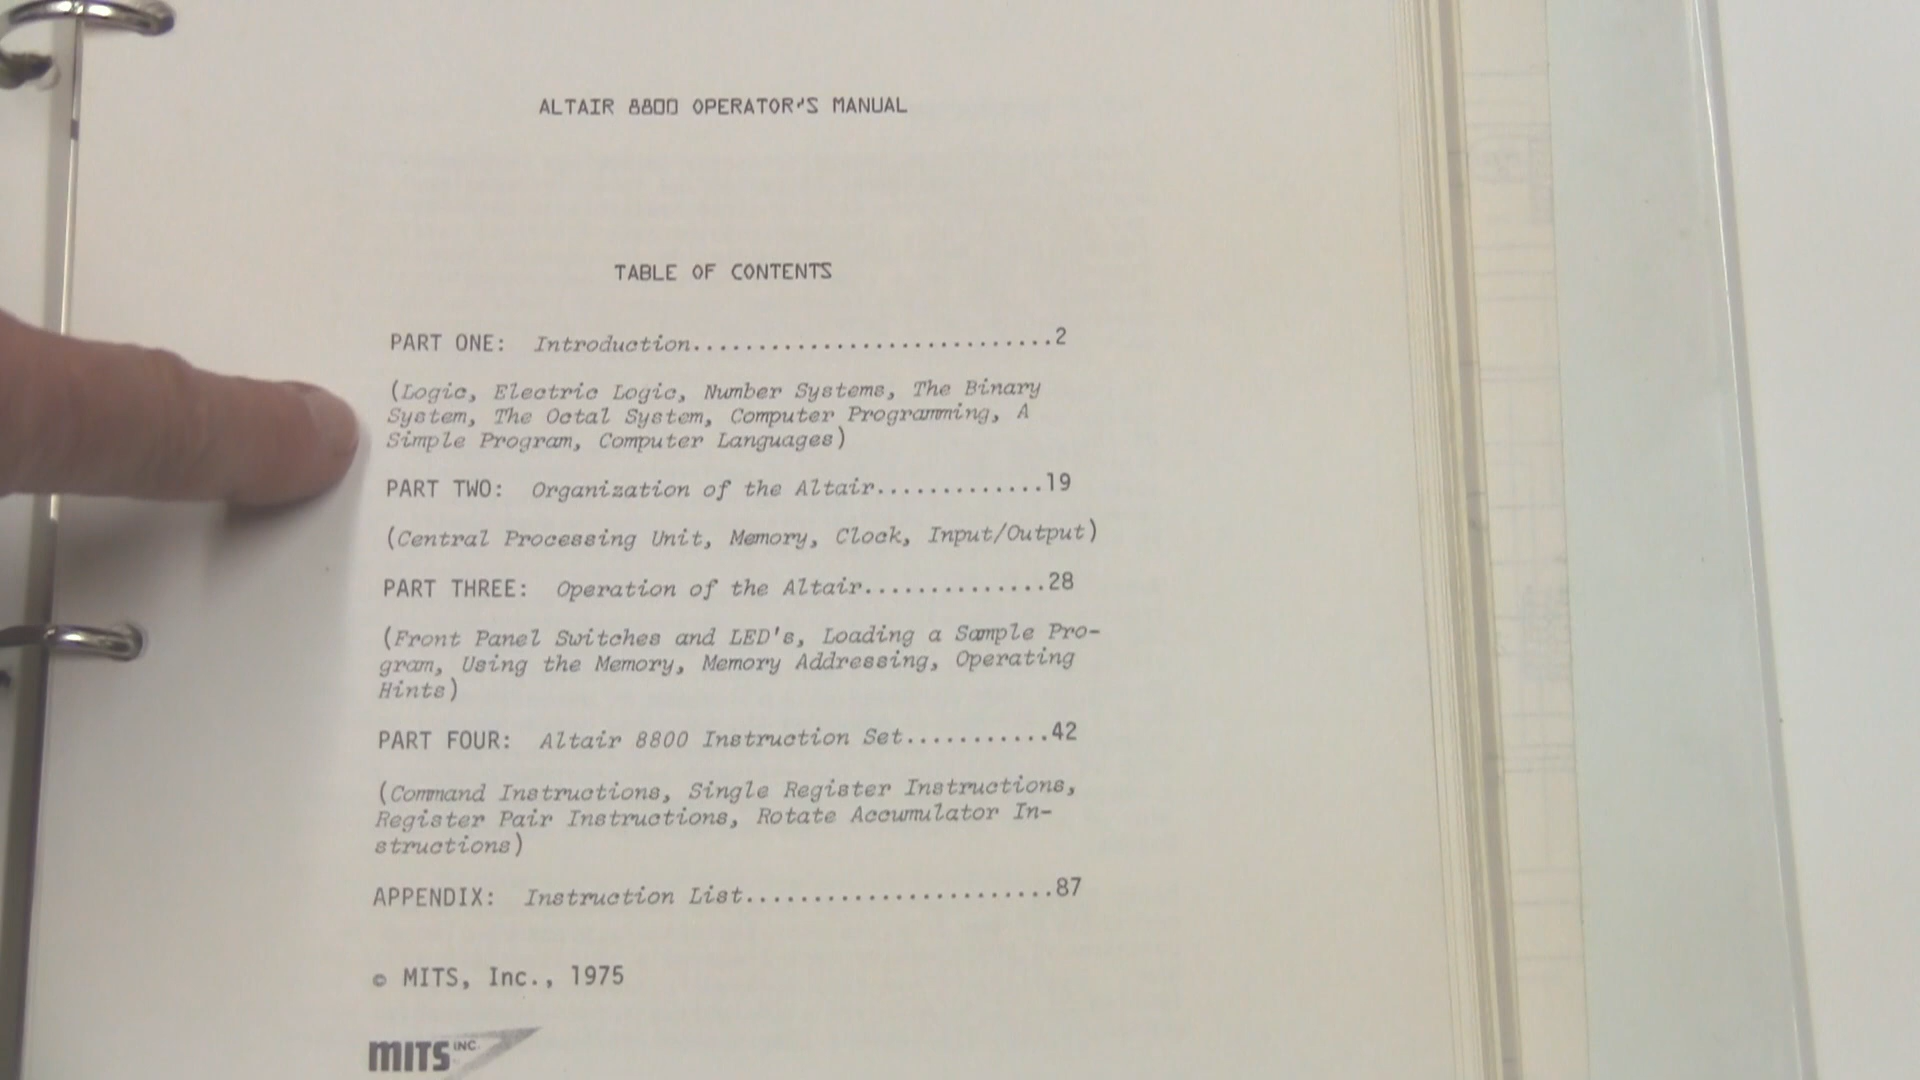 ALTAIR 8800 OPERATOR'S MANUAL
TABLE OF CONTENTS
PART ONE: Introduction............................2
(Logic, Electric Logic, Number Systems, The Binary
System, The Octal System, Computer Programming, A
Simple Program, Computer Languages)
PART TWO: Organization of the Altair.............19
(Central Processing Unit, Memory, Clock, Input/Output)
PART THREE: Operation of the Altair..............28
(Front Panel Switches and LED's, Loading a Sample Pro-
gram, Using the Memory, Memory Addressing, Operating
Hints)
PART FOUR: Altair 8800 Instruction Set...........42
(Command Instructions, Single Register Instructions,
Register Pair Instructions, Rotate Accumulator In-
structions)
APPENDIX: Instruction List........................87
© MITS, Inc., 1975
MITS INC.